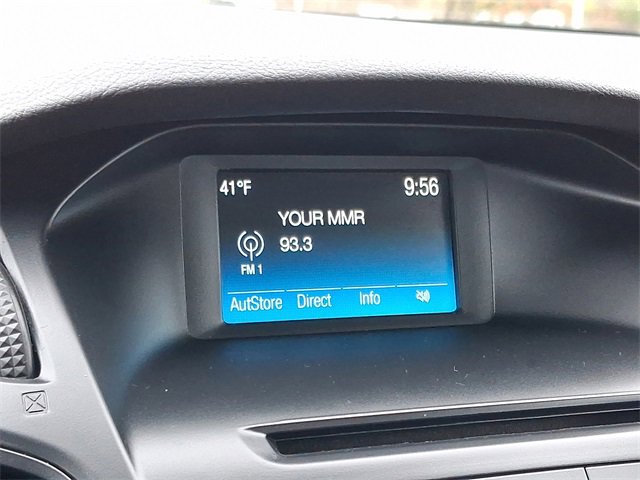 41°F 9:56
YOUR MMR
93.3
FM 1
AutStore Direct Info